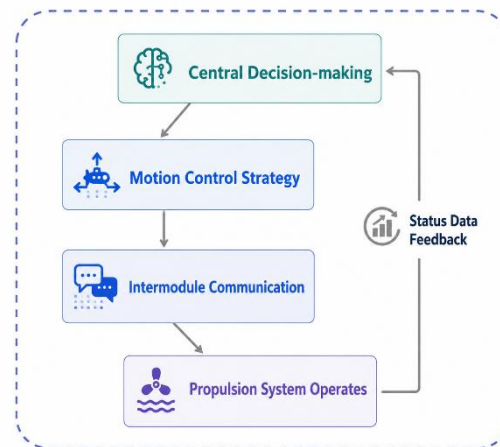 Central Decision-making
Motion Control Strategy
Intermodule Communication
Status Data
Feedback
Propulsion System Operates